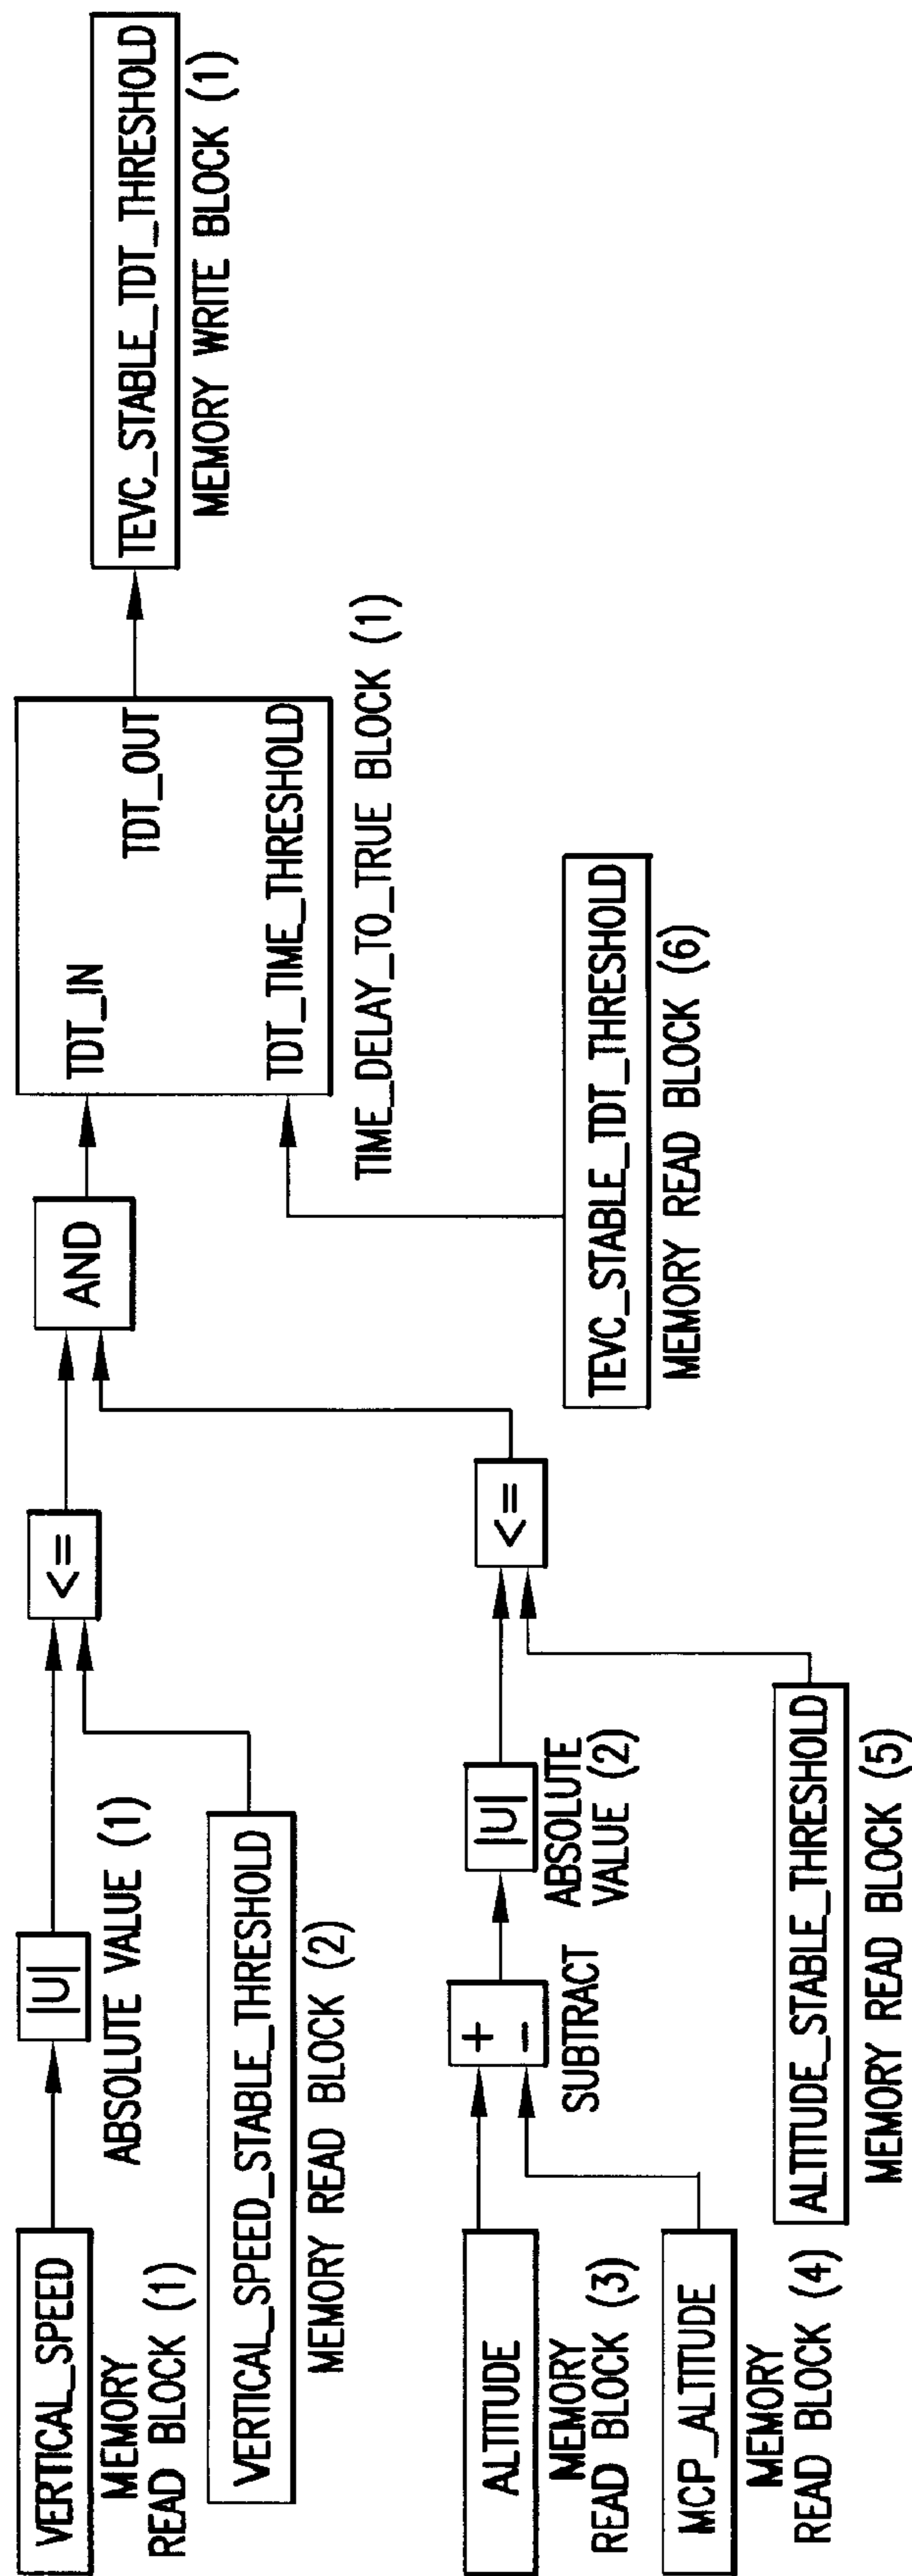 VERTICAL_SPEED
MEMORY
READ BLOCK (1)
|U|
ABSOLUTE VALUE (1)
VERTICAL_SPEED_STABLE_THRESHOLD
MEMORY READ BLOCK (2)
<=
ALTITUDE
MEMORY
READ BLOCK (3)
MCP_ALTITUDE
MEMORY
READ BLOCK (4)
+
−
SUBTRACT
|U|
ABSOLUTE
VALUE (2)
ALTITUDE_STABLE_THRESHOLD
MEMORY READ BLOCK (5)
<=
AND
TDT_IN
TDT_OUT
TDT_TIME_THRESHOLD
TIME_DELAY_TO_TRUE BLOCK (1)
TEVC_STABLE_TDT_THRESHOLD
MEMORY READ BLOCK (6)
TEVC_STABLE_TDT_THRESHOLD
MEMORY WRITE BLOCK (1)